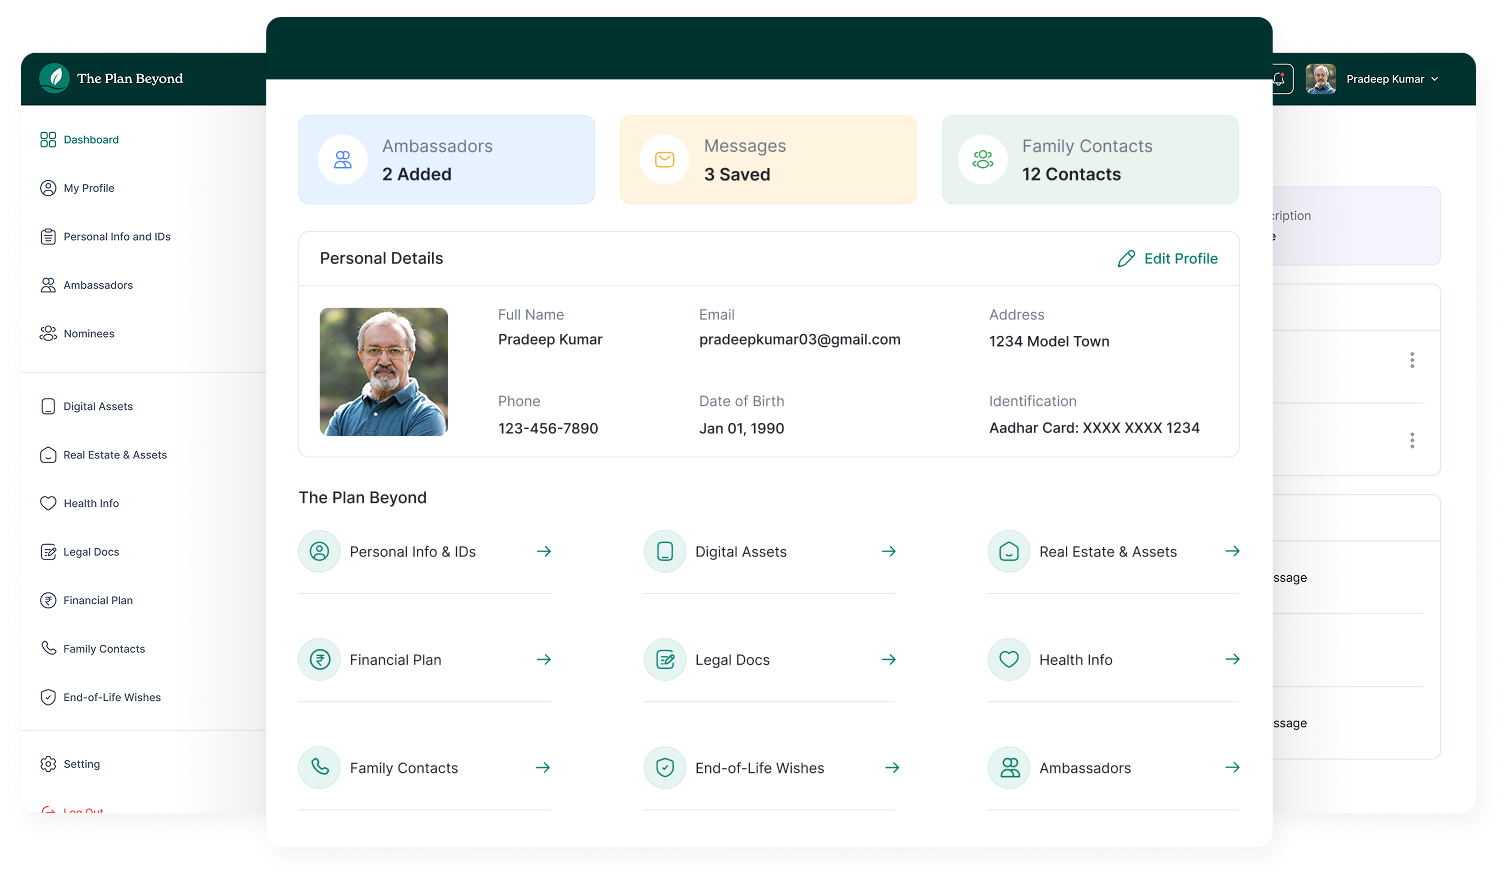 The Plan Beyond
Pradeep Kumar
Dashboard
My Profile
Personal Info and IDs
Ambassadors
Nominees
Digital Assets
Real Estate & Assets
Health Info
Legal Docs
Financial Plan
Family Contacts
End-of-Life Wishes
Setting
Log Out
Ambassadors
2 Added
Messages
3 Saved
Family Contacts
12 Contacts
Personal Details
Edit Profile
Full Name
Pradeep Kumar
Email
pradeepkumar03@gmail.com
Address
1234 Model Town
Phone
123-456-7890
Date of Birth
Jan 01, 1990
Identification
Aadhar Card: XXXX XXXX 1234
The Plan Beyond
Personal Info & IDs
Digital Assets
Real Estate & Assets
Financial Plan
Legal Docs
Health Info
Family Contacts
End-of-Life Wishes
Ambassadors
cription
e
ssage
ssage